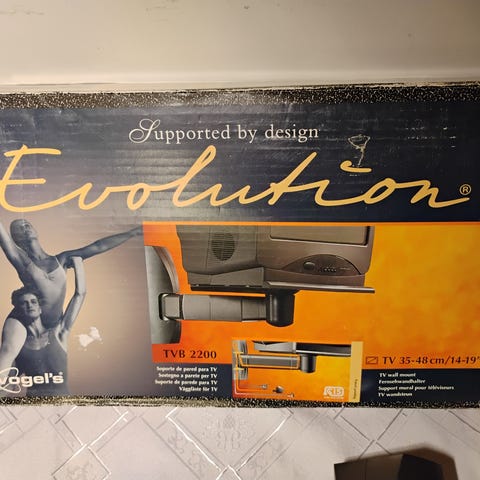 Supported by design
Evolution®
vogel's
TVB 2200
Soporte de pared para TV
Sostegno a parete per TV
Suporte de parede para TV
Väggfäste för TV
TV 35-48 cm/14-19"
TV wall mount
Fernsehwandhalter
Support mural pour téléviseurs
TV wandsteun